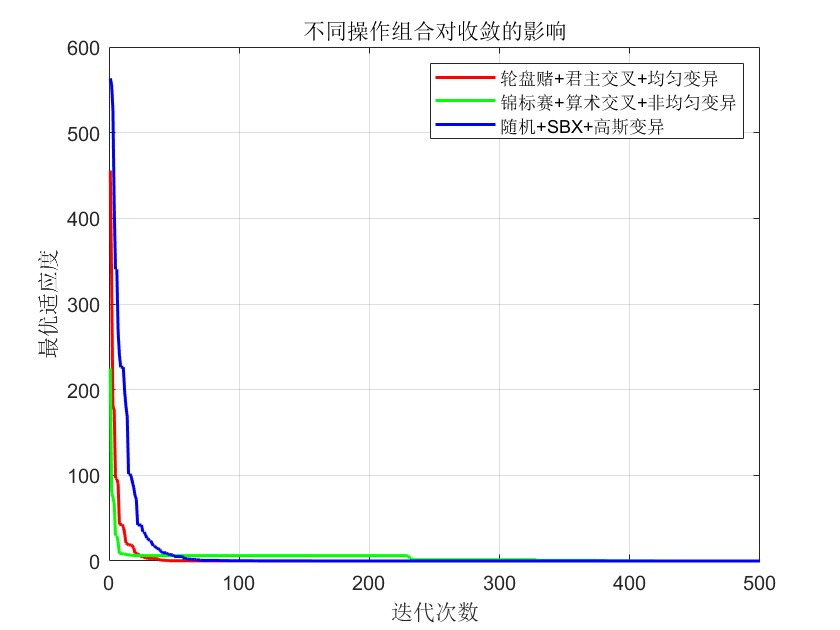 不同操作组合对收敛的影响
600
500
400
300
200
100
0
最优适应度
轮盘赌+君主交叉+均匀变异
锦标赛+算术交叉+非均匀变异
随机+SBX+高斯变异
0 100 200 300 400 500
迭代次数